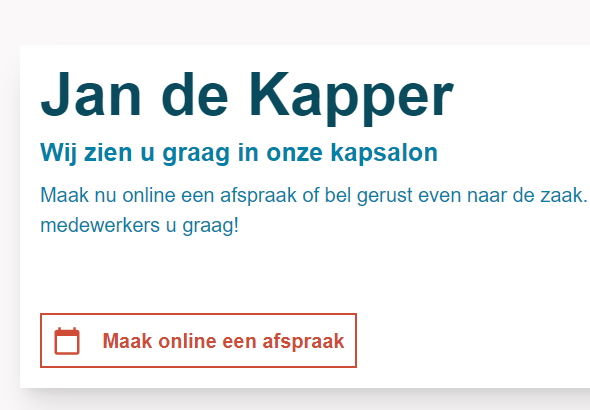 Jan de Kapper
Wij zien u graag in onze kapsalon
Maak nu online een afspraak of bel gerust even naar de zaak.
medewerkers u graag!
Maak online een afspraak